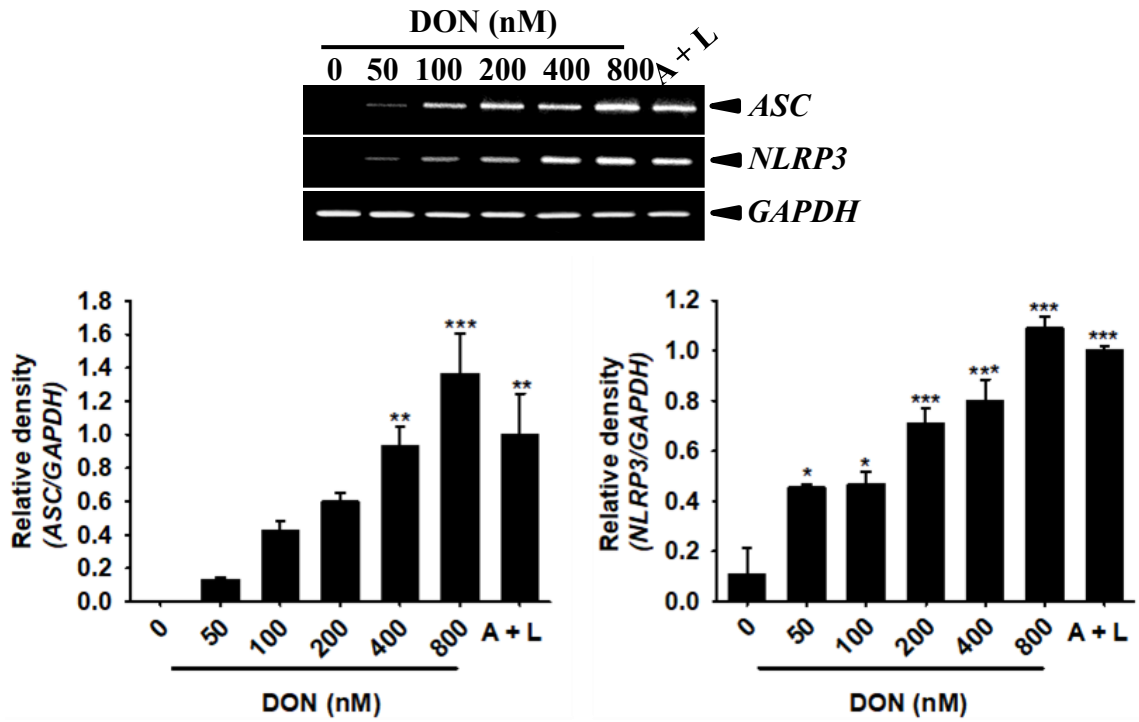 DON (nM)
0 50 100 200 400 800 A + L
ASC
NLRP3
GAPDH
Relative density
(ASC/GAPDH)
1.8
1.6
1.4
1.2
1.0
0.8
0.6
0.4
0.2
0.0
***
**
**
0 50 100 200 400 800 A + L
DON (nM)
Relative density
(NLRP3/GAPDH)
1.2
1.0
0.8
0.6
0.4
0.2
0.0
***
***
***
***
*
*
0 50 100 200 400 800 A + L
DON (nM)